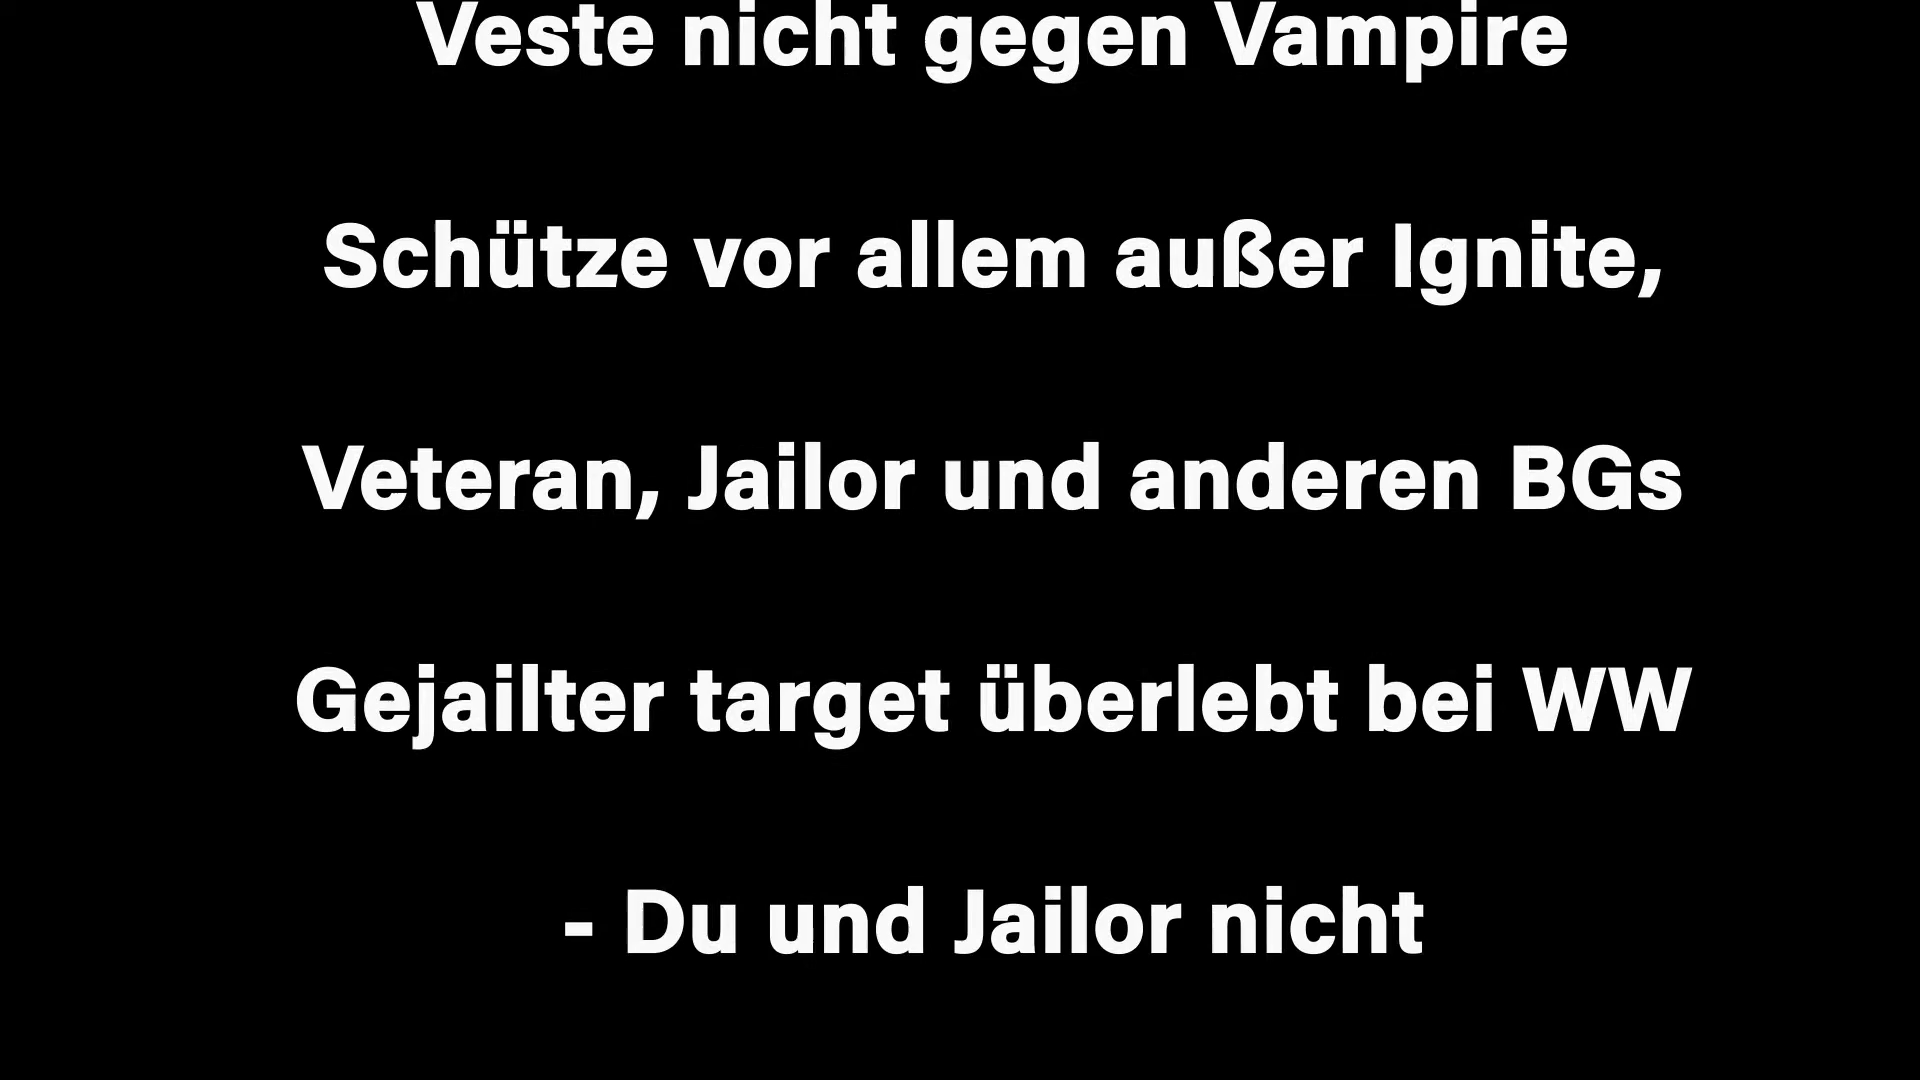 Veste nicht gegen Vampire
Schütze vor allem außer Ignite,
Veteran, Jailor und anderen BGs
Gejailter target überlebt bei WW
- Du und Jailor nicht